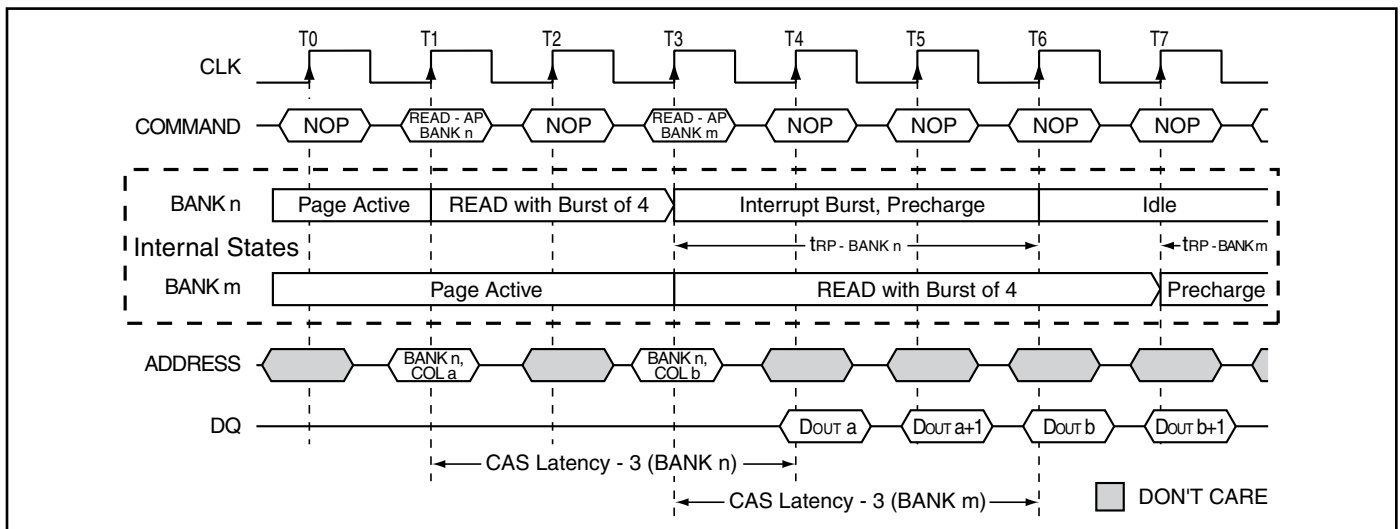 T0 T1 T2 T3 T4 T5 T6 T7
CLK
COMMAND NOP READ - AP BANK n NOP READ - AP BANK m NOP NOP NOP NOP
BANK n Page Active READ with Burst of 4 Interrupt Burst, Precharge Idle
Internal States tRP - BANK n tRP - BANK m
BANK m Page Active READ with Burst of 4 Precharge
ADDRESS BANK n, COL a BANK n, COL b
DQ DOUT a DOUT a+1 DOUT b DOUT b+1
CAS Latency - 3 (BANK n)
CAS Latency - 3 (BANK m) DON'T CARE